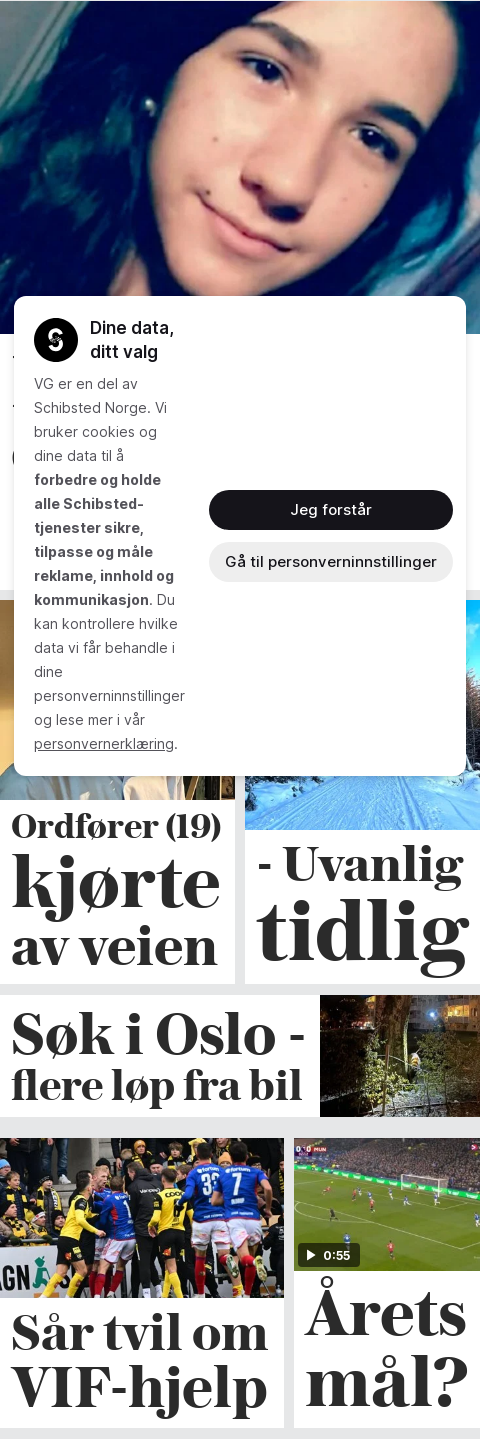 Dine data,
ditt valg
VG er en del av
Schibsted Norge. Vi
bruker cookies og
dine data til å
forbedre og holde
alle Schibsted-
tjenester sikre,
tilpasse og måle
reklame, innhold og
kommunikasjon. Du
kan kontrollere hvilke
data vi får behandle i
dine
personverninnstillinger
og lese mer i vår
personvernerklæring.
Jeg forstår
Gå til personverninnstillinger
Ordfører (19)
kjørte
av veien
- Uvanlig
tidlig
Søk i Oslo -
flere løp fra bil
Sår tvil om
VIF-hjelp
0:55
Årets
mål?